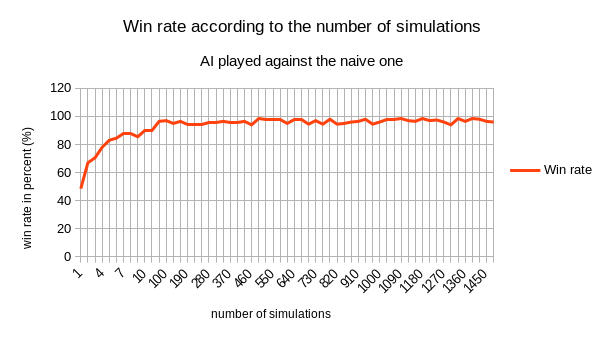 Win rate according to the number of simulations
AI played against the naive one
120
100
80
60
40
20
0
win rate in percent (%)
1 4 7 10 100 190 280 370 460 550 640 730 820 910 1000 1090 1180 1270 1360 1450
number of simulations
Win rate